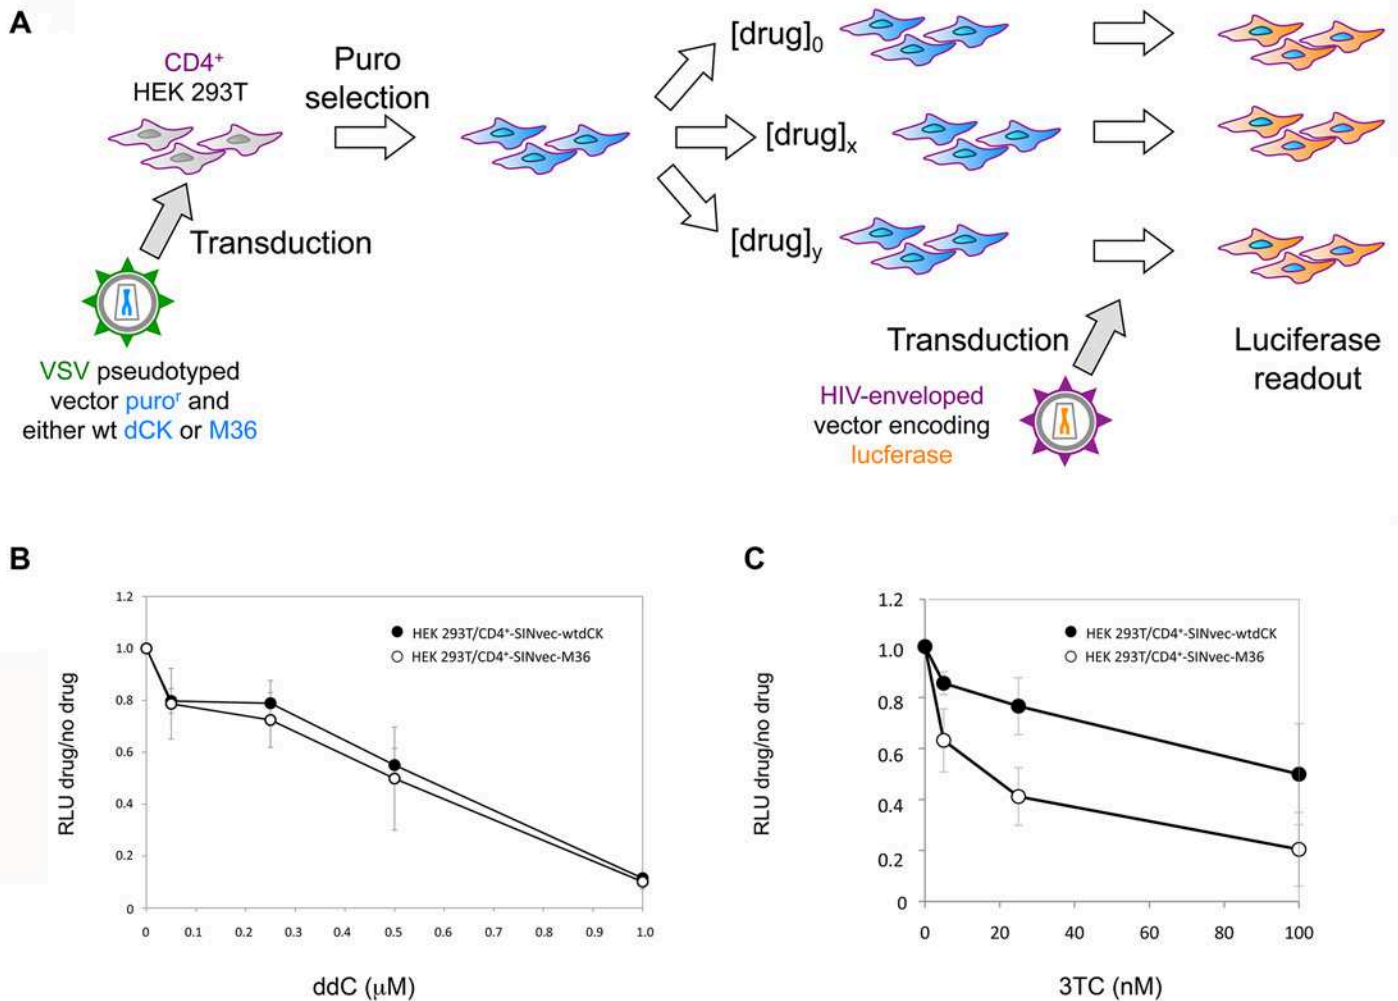 A
CD4⁺
HEK 293T
Puro
selection
[drug]₀
[drug]ₓ
[drug]y
Transduction
VSV pseudotyped
vector puroʳ and
either wt dCK or M36
Transduction
HIV-enveloped
vector encoding
lucferase
Luciferase
readout
B
1.2
1.0
0.8
0.6
0.4
0.2
0
RLU drug/no drug
HEK 293T/CD4⁺-SINvec-wtdCK
HEK 293T/CD4⁺-SINvec-M36
0 0.1 0.2 0.3 0.4 0.5 0.6 0.7 0.8 0.9 1.0
ddC (μM)
C
1.2
1.0
0.8
0.6
0.4
0.2
0
RLU drug/no drug
HEK 293T/CD4⁺-SINvec-wtdCK
HEK 293T/CD4⁺-SINvec-M36
0 20 40 60 80 100
3TC (nM)